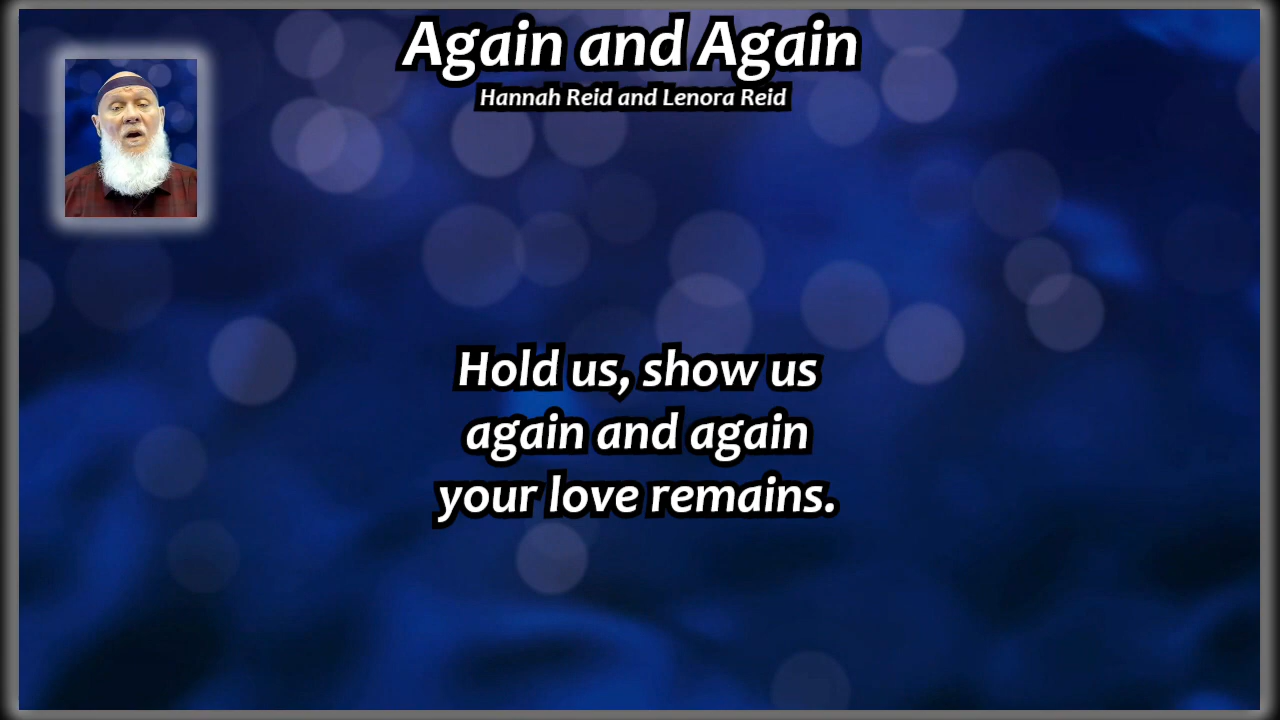 Again and Again
Hannah Reid and Lenora Reid
Hold us, show us
again and again
your love remains.